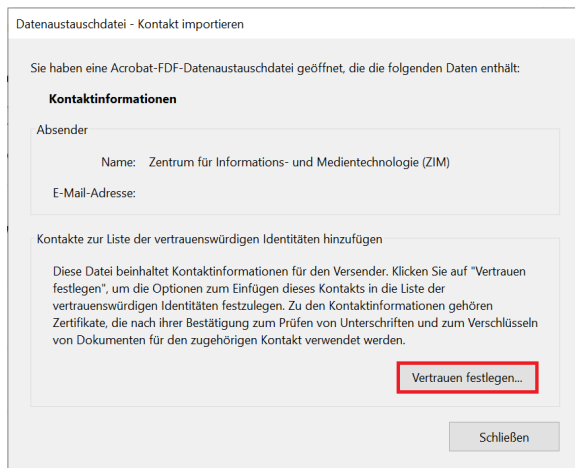 Datenaustauschdatei - Kontakt importieren
Sie haben eine Acrobat-FDF-Datenaustauschdatei geöffnet, die die folgenden Daten enthält:
Kontaktinformationen
Absender
Name: Zentrum für Informations- und Medientechnologie (ZIM)
E-Mail-Adresse:
Kontakte zur Liste der vertrauenswürdigen Identitäten hinzufügen
Diese Datei beinhaltet Kontaktinformationen für den Versender. Klicken Sie auf "Vertrauen
festlegen", um die Optionen zum Einfügen dieses Kontakts in die Liste der
vertrauenswürdigen Identitäten festzulegen. Zu den Kontaktinformationen gehören
Zertifikate, die nach ihrer Bestätigung zum Prüfen von Unterschriften und zum Verschlüsseln
von Dokumenten für den zugehörigen Kontakt verwendet werden.
Vertrauen festlegen...
Schließen